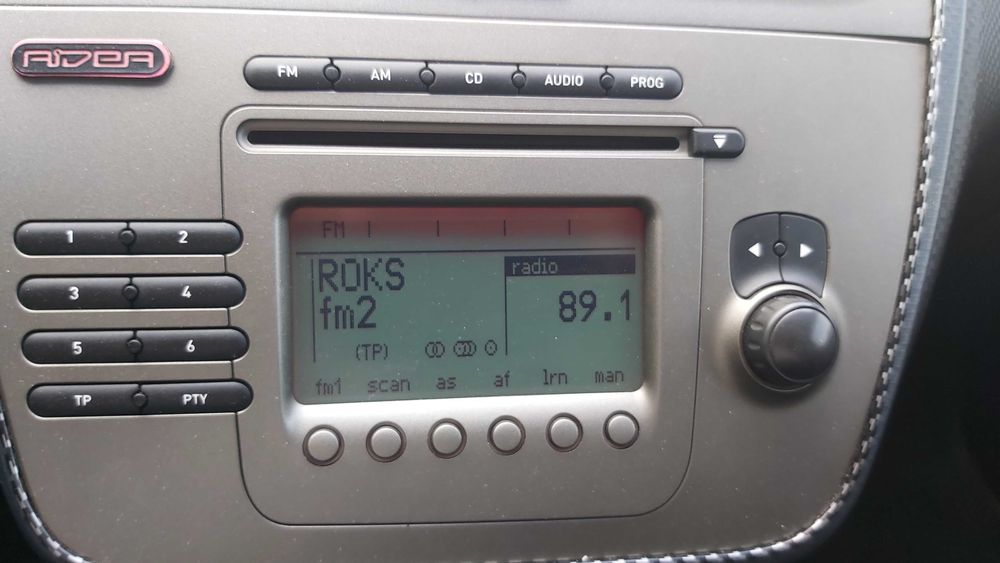 AIDEA
FM AM CD AUDIO PROG
1 2
3 4
5 6
TP PTY
FM
ROKS
fm2
radio
89.1
(TP)
fm1 scan as af lrn man